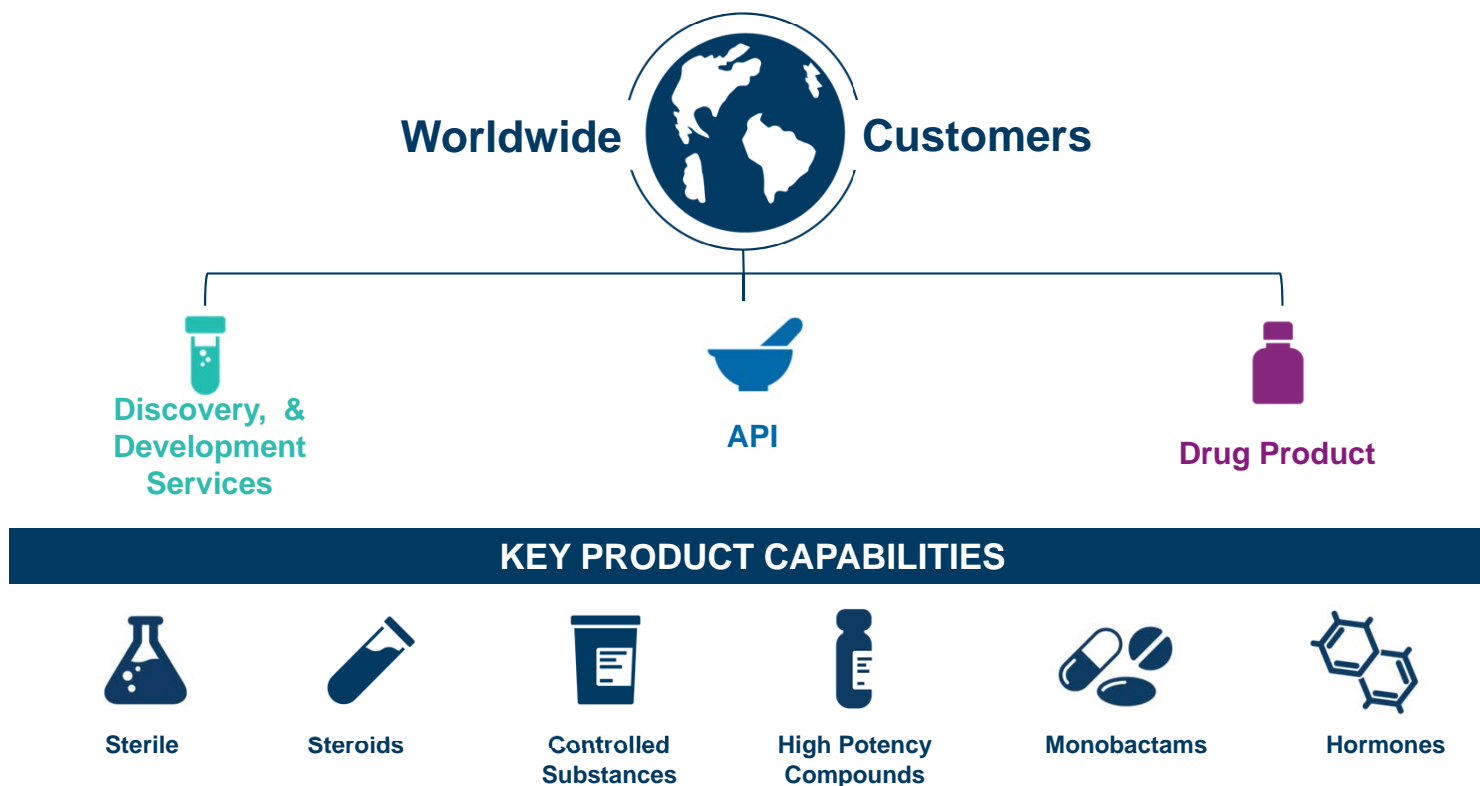 Worldwide Customers
Discovery, &
Development
Services
API
Drug Product
KEY PRODUCT CAPABILITIES
Sterile
Steroids
Controlled
Substances
High Potency
Compounds
Monobactams
Hormones